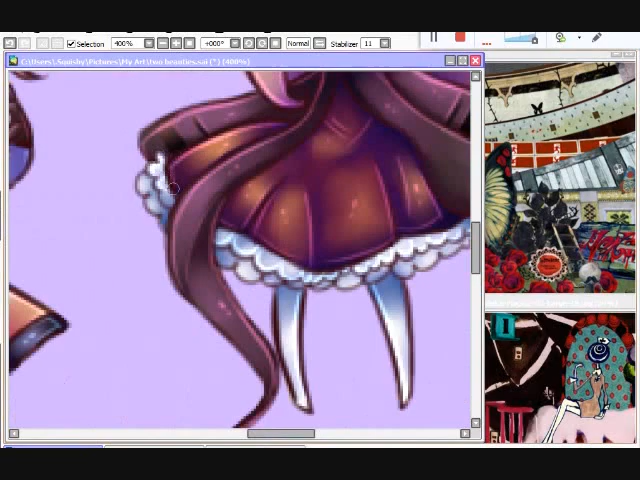 Selection 400% +000° Normal Stabilizer 11
C:\Users\.Squishy\Pictures\My Art\two beauties.sai (*) (400%)